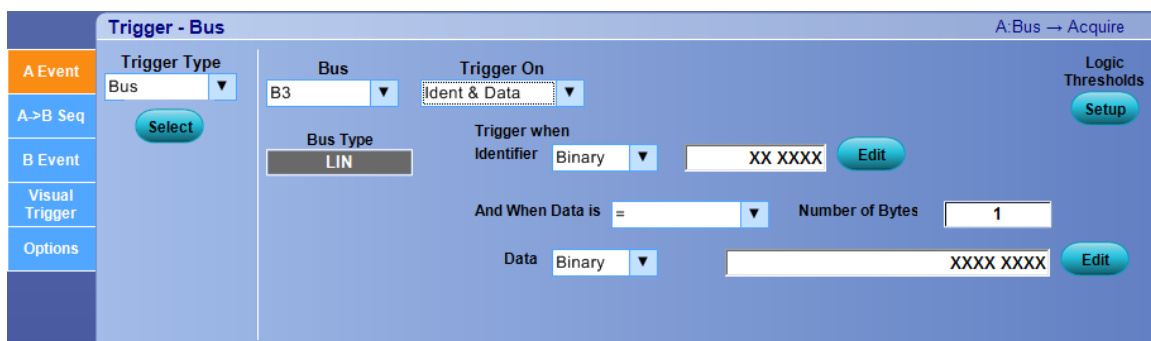 Trigger - Bus
A:Bus → Acquire
A Event
A->B Seq
B Event
Visual
Trigger
Options
Trigger Type
Bus
Select
Bus
B3
Bus Type
LIN
Trigger On
Ident & Data
Trigger when
Identifier Binary XX XXXX Edit
And When Data is = Number of Bytes 1
Data Binary XXXX XXXX Edit
Logic
Thresholds
Setup